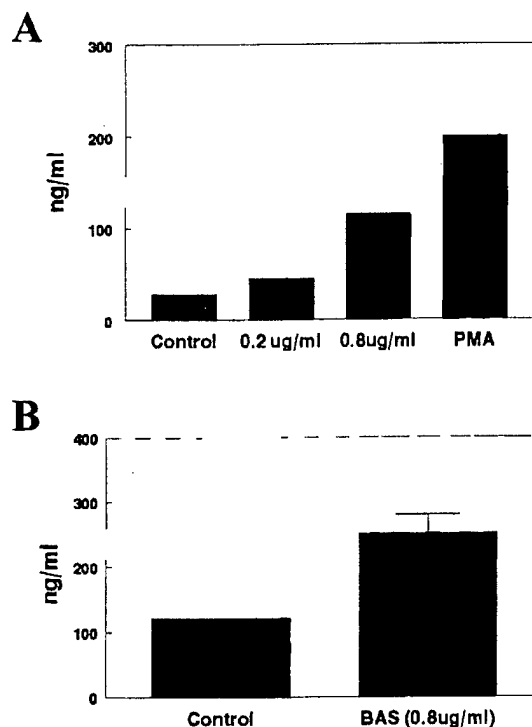 A
300
200
100
0
ng/ml
Control 0.2 ug/ml 0.8ug/ml PMA
B
400
300
200
100
0
ng/ml
Control BAS (0.8ug/ml)